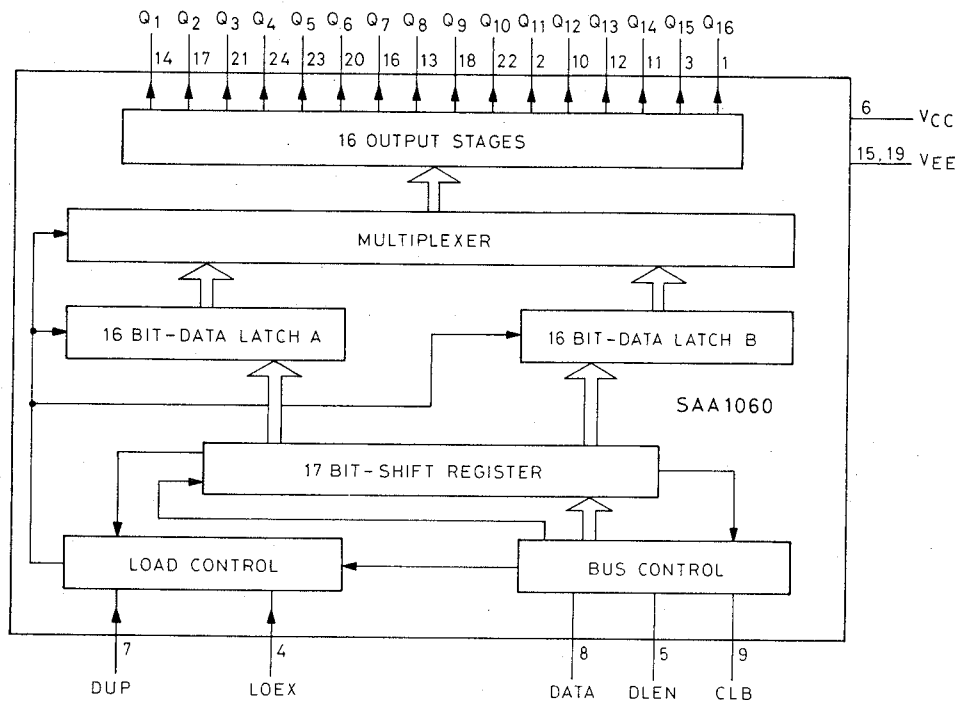 Q1 Q2 Q3 Q4 Q5 Q6 Q7 Q8 Q9 Q10 Q11 Q12 Q13 Q14 Q15 Q16
14 17 21 24 23 20 16 13 18 22 2 10 12 11 3 1
6 VCC
16 OUTPUT STAGES
15,19 VEE
MULTIPLEXER
16 BIT-DATA LATCH A
16 BIT-DATA LATCH B
SAA1060
17 BIT-SHIFT REGISTER
LOAD CONTROL
BUS CONTROL
7 4 8 5 9
DUP LOEX DATA DLEN CLB